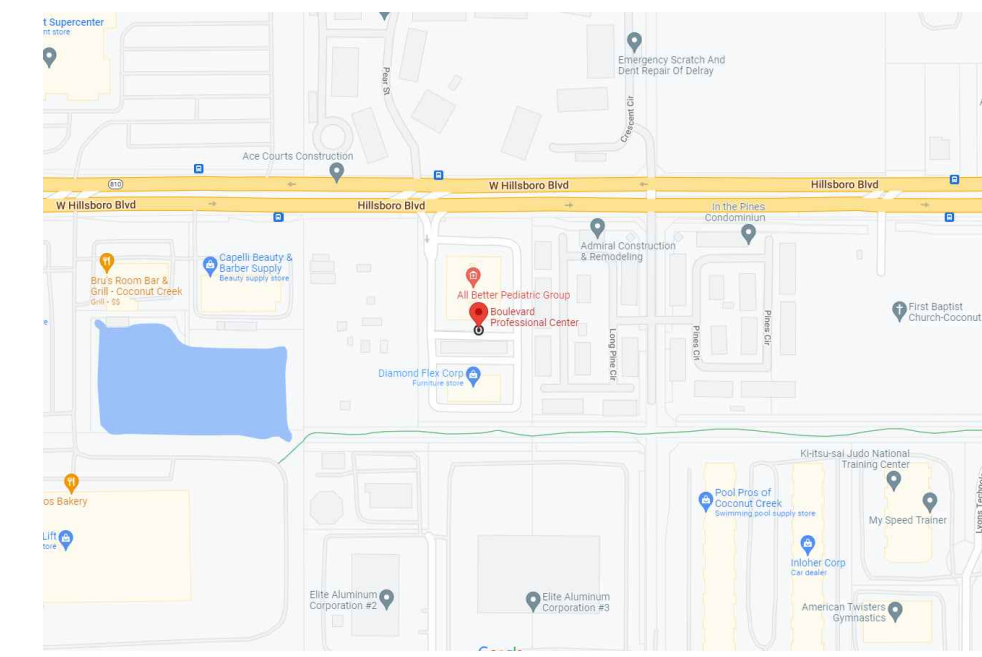 t Supercenter
nt store
Emergency Scratch And
Dent Repair Of Delray
Pear St
Crescent Cir
Ace Courts Construction
810
W Hillsboro Blvd
Hillsboro Blvd
W Hillsboro Blvd
Hillsboro Blvd
In the Pines
Condominiun
Admiral Construction
& Remodeling
Capelli Beauty &
Barber Supply
Beauty supply store
Bru's Room Bar &
Grill - Coconut Creek
Grill • $$
All Better Pediatric Group
Boulevard
Professional Center
First Baptist
Church-Coconut
e
Long Pine Cir
Pines Cir
Pines Cir
Diamond Flex Corp
Furniture store
Ki-itsu-sai Judo National
Training Center
os Bakery
Pool Pros of
Coconut Creek
Swimming pool supply store
My Speed Trainer
Lift
tore
Inloher Corp
Car dealer
Elite Aluminum
Corporation #2
Elite Aluminum
Corporation #3
American Twisters
Gymnastics
Google